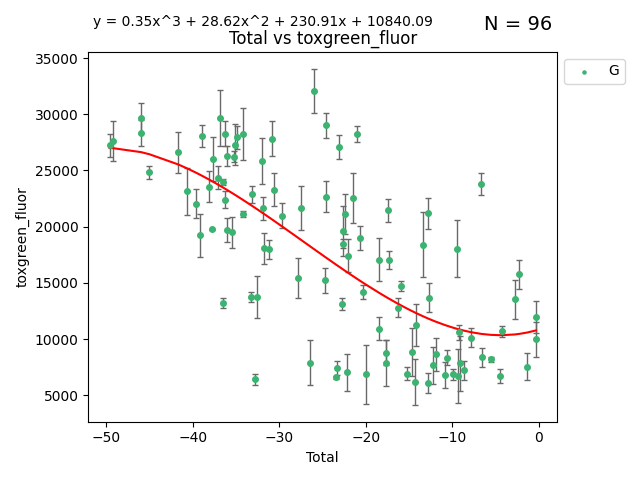 y = 0.35x^3 + 28.62x^2 + 230.91x + 10840.09
N = 96
Total vs toxgreen_fluor
G
35000
30000
25000
20000
15000
10000
5000
toxgreen_fluor
−50 −40 −30 −20 −10 0
Total